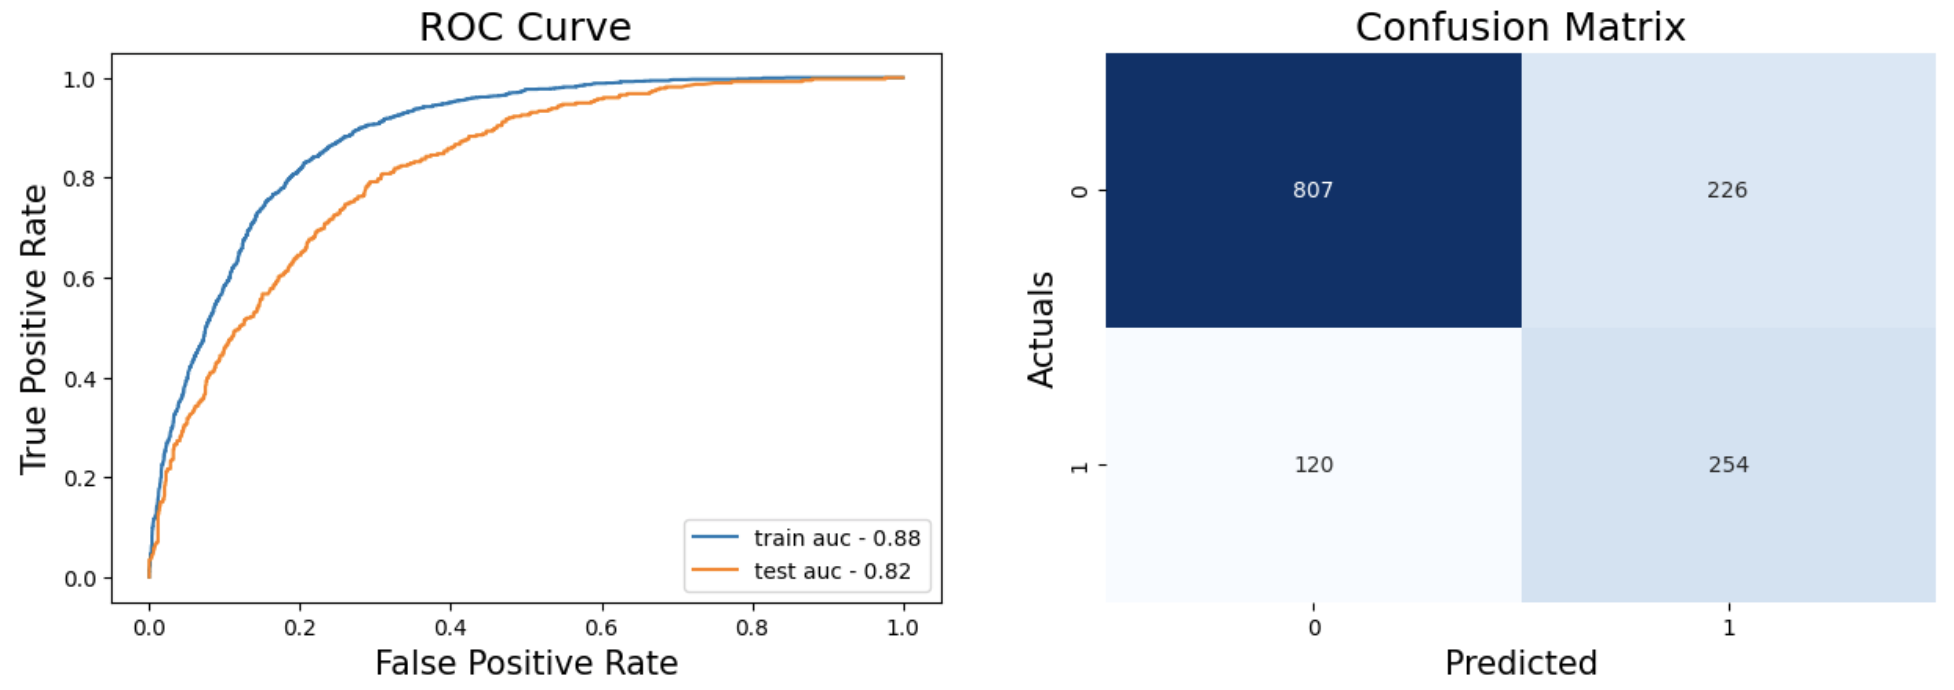 ROC Curve
1.0
0.8
0.6
0.4
0.2
0.0
True Positive Rate
train auc - 0.88
test auc - 0.82
0.0 0.2 0.4 0.6 0.8 1.0
False Positive Rate
Confusion Matrix
Actuals
0
807 226
1
120 254
0 1
Predicted